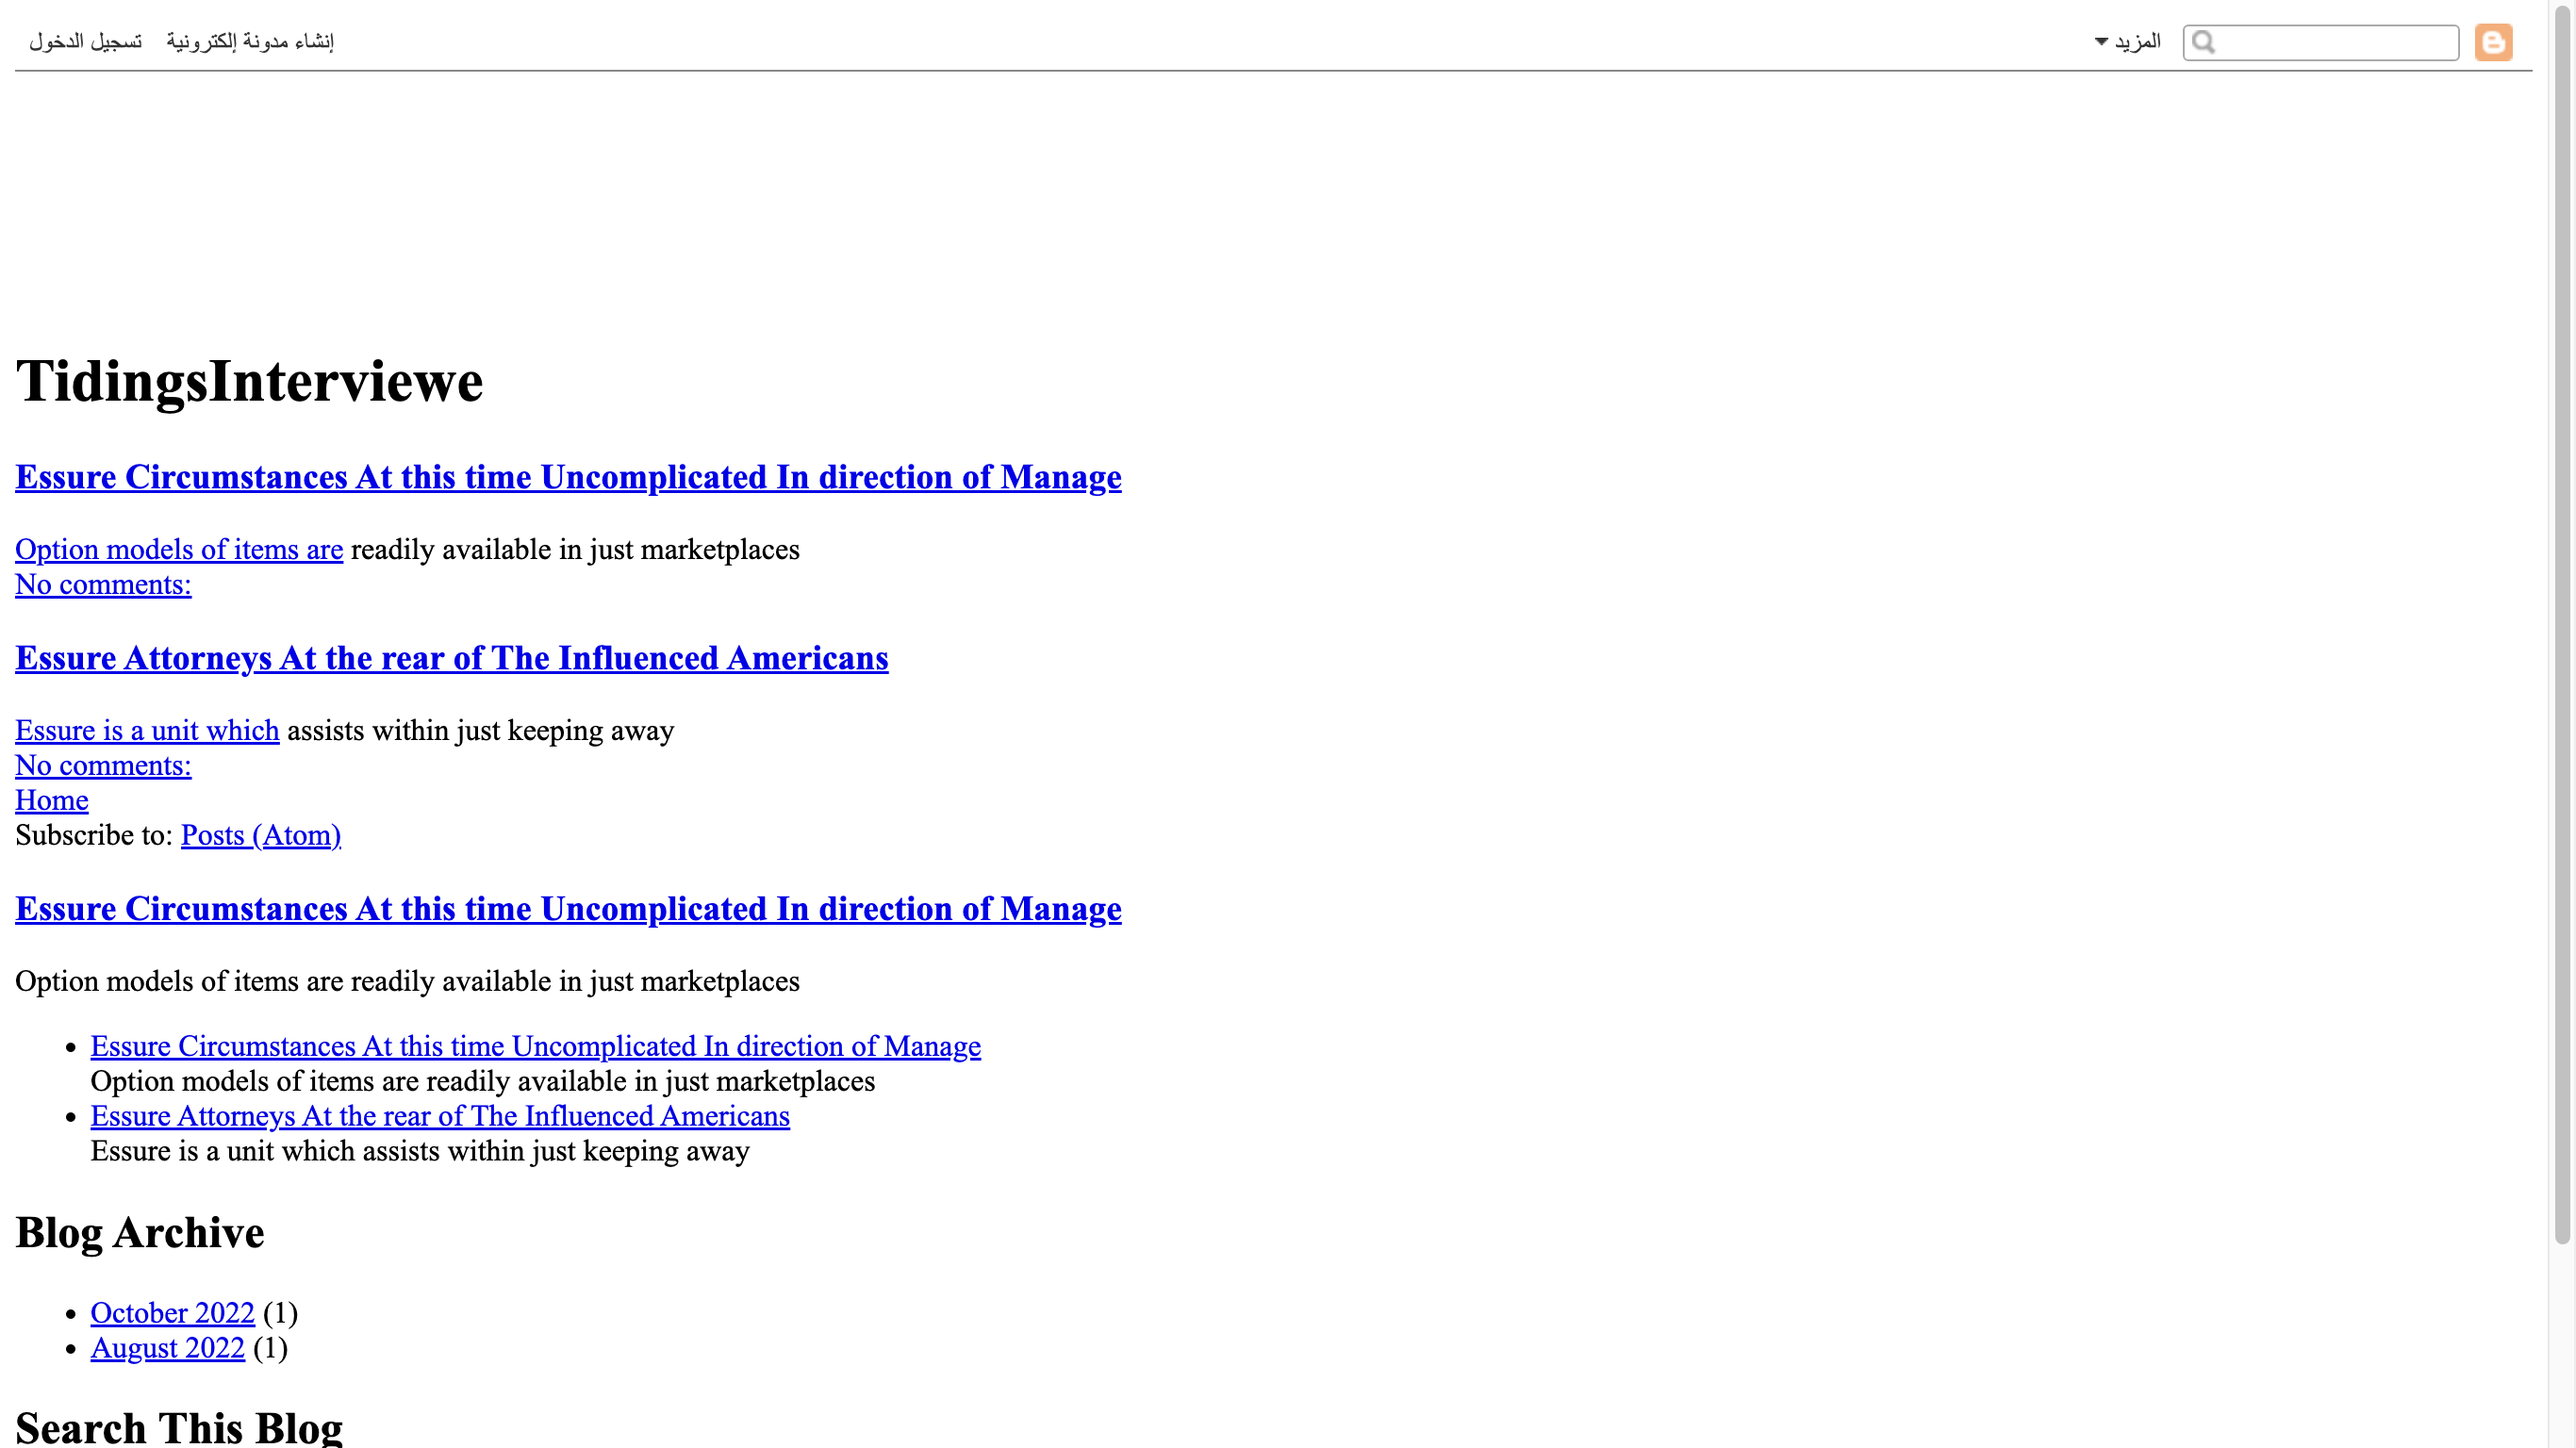 تسجيل الدخول إنشاء مدونة إلكترونية المزيد
TidingsInterviewe
Essure Circumstances At this time Uncomplicated In direction of Manage
Option models of items are readily available in just marketplaces
No comments:
Essure Attorneys At the rear of The Influenced Americans
Essure is a unit which assists within just keeping away
No comments:
Home
Subscribe to: Posts (Atom)
Essure Circumstances At this time Uncomplicated In direction of Manage
Option models of items are readily available in just marketplaces
Essure Circumstances At this time Uncomplicated In direction of Manage
Option models of items are readily available in just marketplaces
Essure Attorneys At the rear of The Influenced Americans
Essure is a unit which assists within just keeping away
Blog Archive
October 2022 (1)
August 2022 (1)
Search This Blog